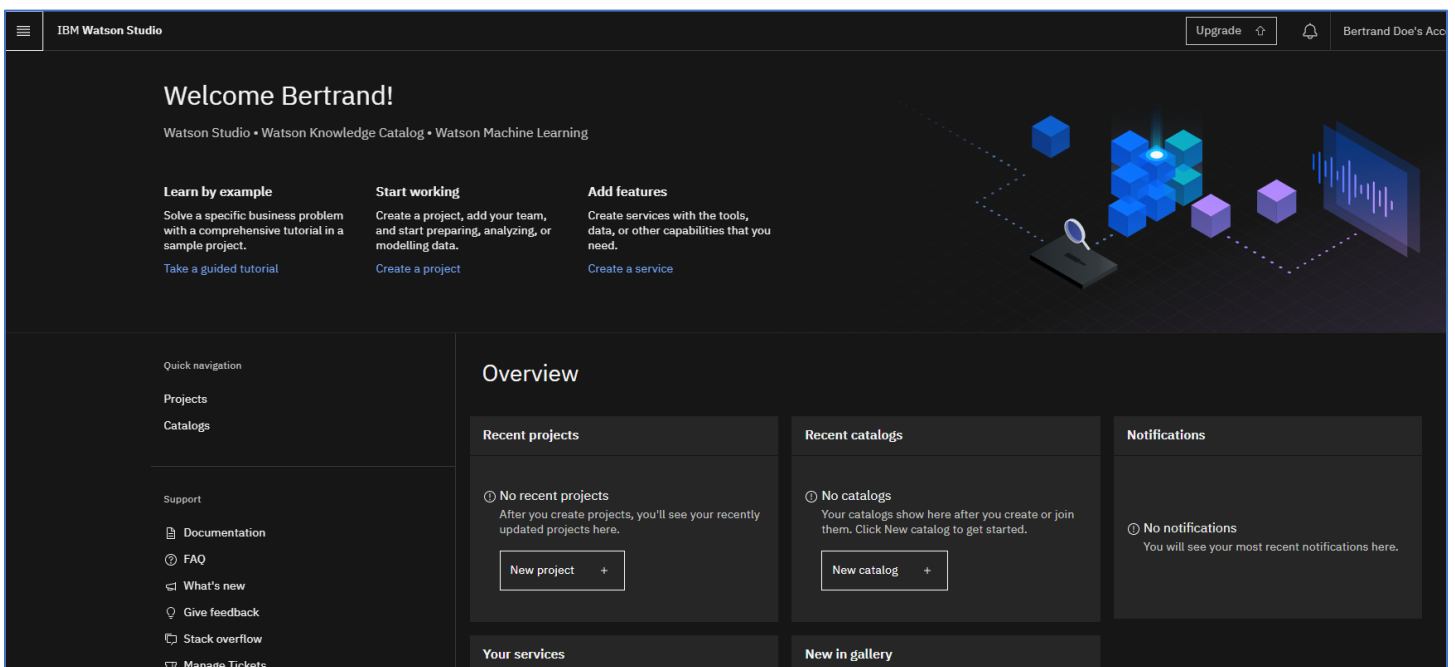 IBM Watson Studio
Upgrade
Bertrand Doe's
Welcome Bertrand!
Watson Studio • Watson Knowledge Catalog • Watson Machine Learning
Learn by example
Solve a specific business problem
with a comprehensive tutorial in a
sample project.
Take a guided tutorial
Start working
Create a project, add your team,
and start preparing, analyzing, or
modelling data.
Create a project
Add features
Create services with the tools,
data, or other capabilities that you
need.
Create a service
Quick navigation
Projects
Catalogs
Support
Documentation
FAQ
What's new
Give feedback
Stack overflow
Manage Tickets
Overview
Recent projects
No recent projects
After you create projects, you'll see your recently
updated projects here.
New project +
Recent catalogs
No catalogs
Your catalogs show here after you create or join
them. Click New catalog to get started.
New catalog +
Notifications
No notifications
You will see your most recent notifications here.
Your services
New in gallery